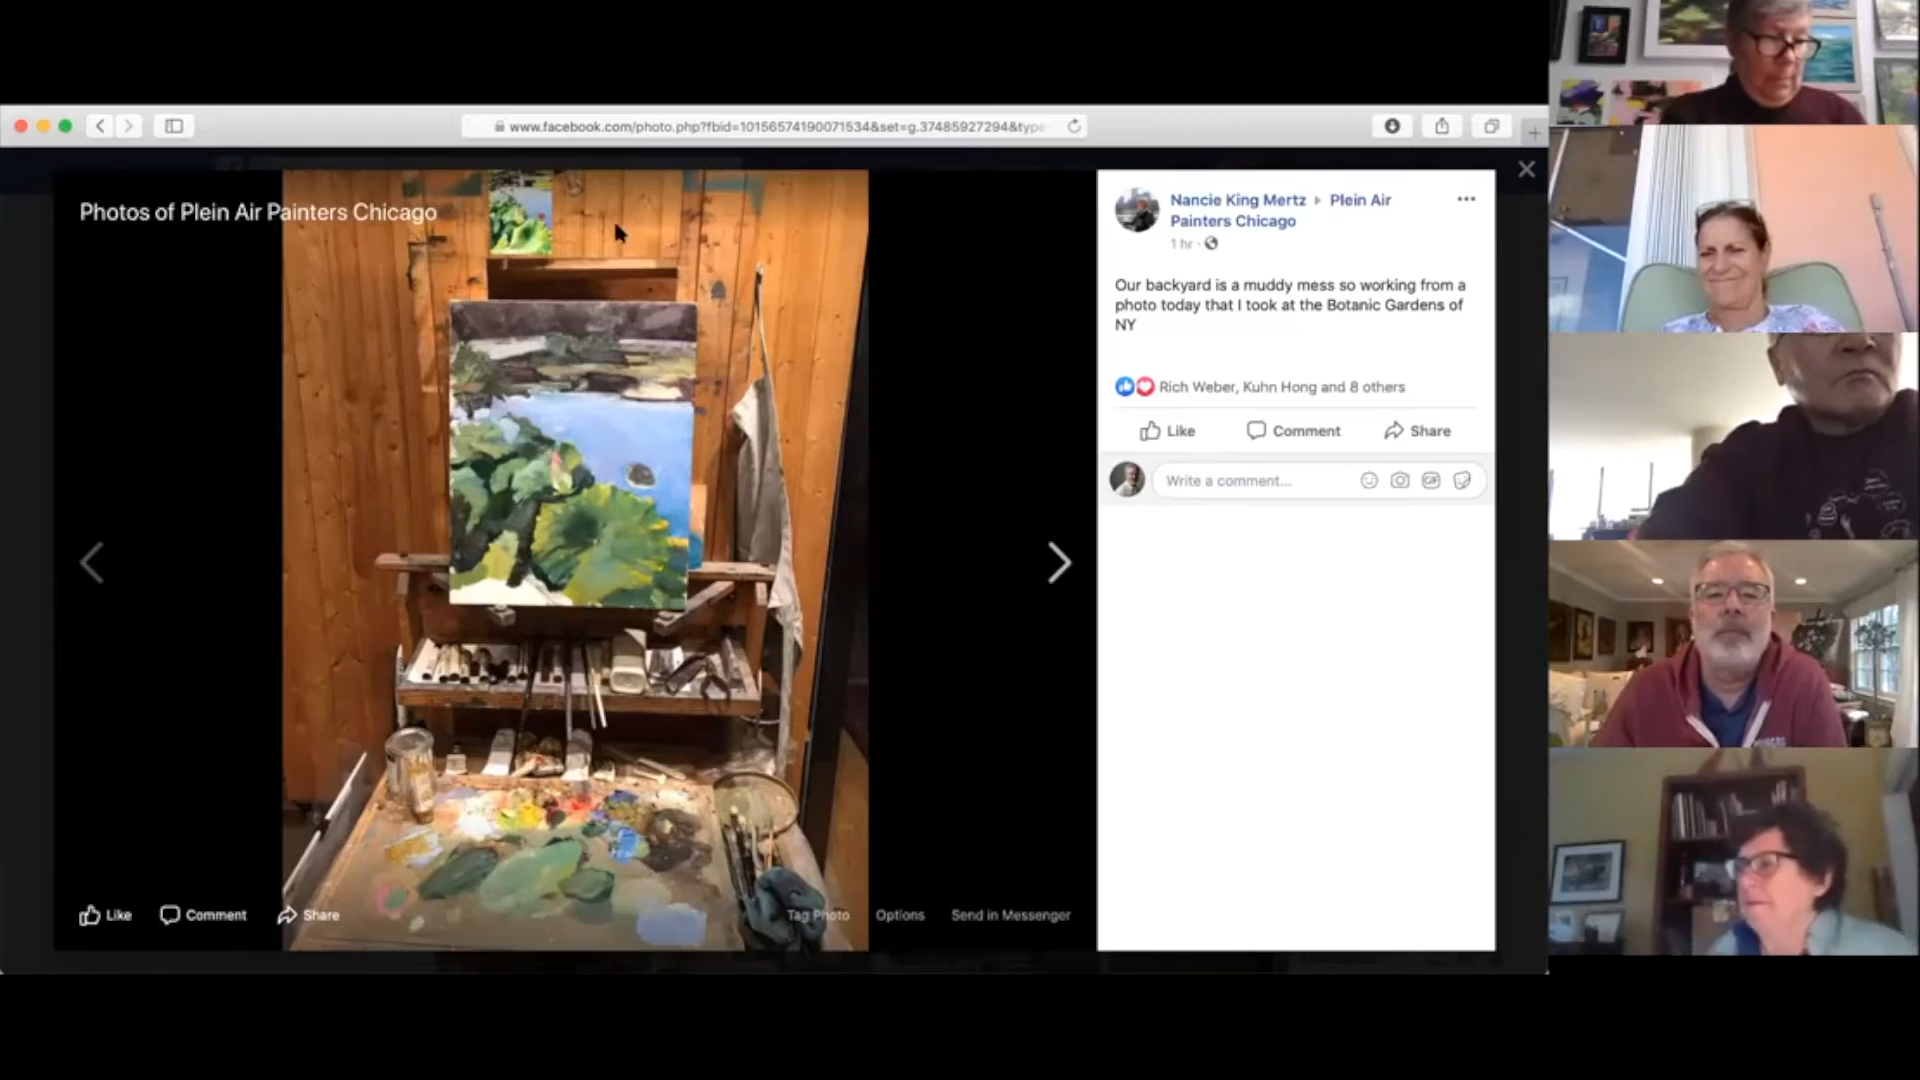 www.facebook.com/photo.php?fbid=10156574190071534&set=g.37485927294&type
Photos of Plein Air Painters Chicago
Nancie King Mertz ▸ Plein Air
Painters Chicago
1 hr ·
Our backyard is a muddy mess so working from a
photo today that I took at the Botanic Gardens of
NY
Rich Weber, Kuhn Hong and 8 others
Like Comment Share
Write a comment...
GIF
Like Comment Share Tag Photo Options Send in Messenger